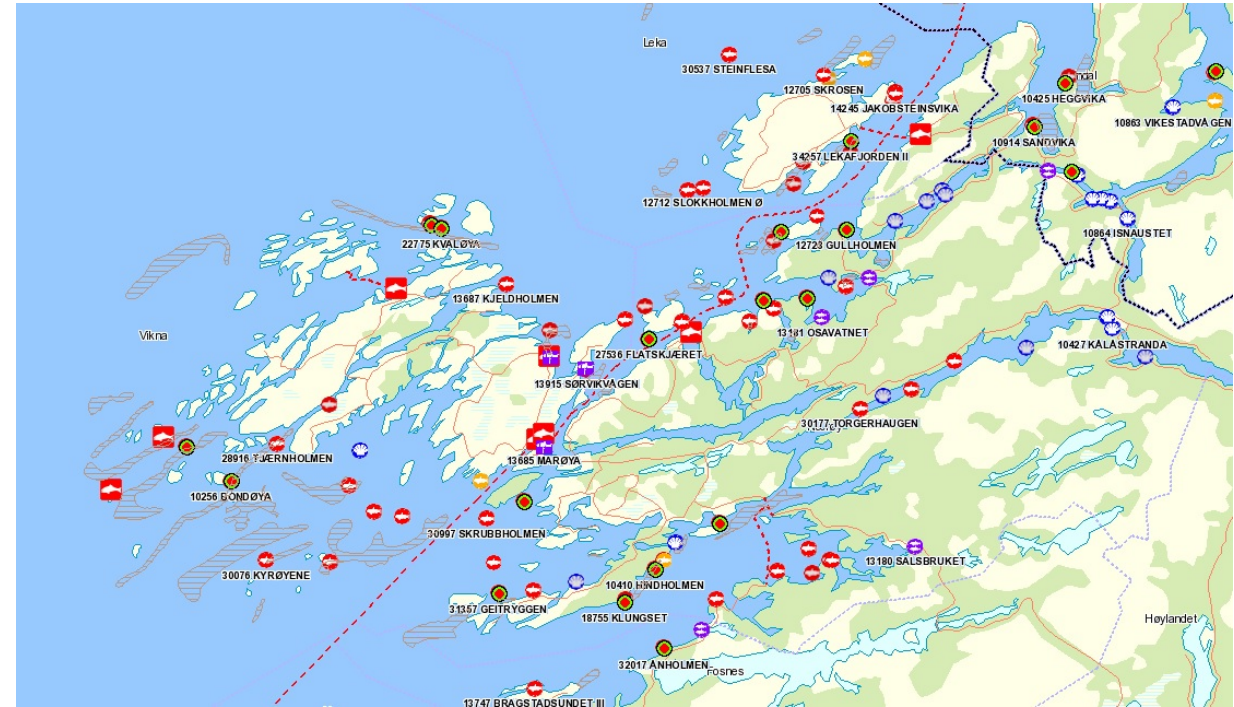 Leka
30537 STEINFLESA
12705 SKROSEN
10425 HEGGVIKA
14245 JAKOBSTEINSVIKA
10863 VIKESTADVÅGEN
10914 SANDVIKA
34257 LEKAFJORDEN II
12712 SLOKKHOLMEN Ø
10864 ISNAUSTET
22775 KVALØYA
12723 GULLHOLMEN
13687 KJELDHOLMEN
Vikna
13181 OSAVATNET
10427 KÅLÅSTRANDA
27536 FLATSKJÆRET
13915 SØRVIKVÅGEN
30177 TORGERHAUGEN
28916 TJÆRNHOLMEN
13685 MARØYA
10256 BONDØYA
30997 SKRUBBHOLMEN
13180 SALSBRUKET
30076 KYRØYENE
10410 HINDHOLMEN
31357 GEITRYGGEN
18755 KLUNGSET
Høylandet
32017 ÅNHOLMEN
Fosnes
13747 BRAGSTADSUNDET III